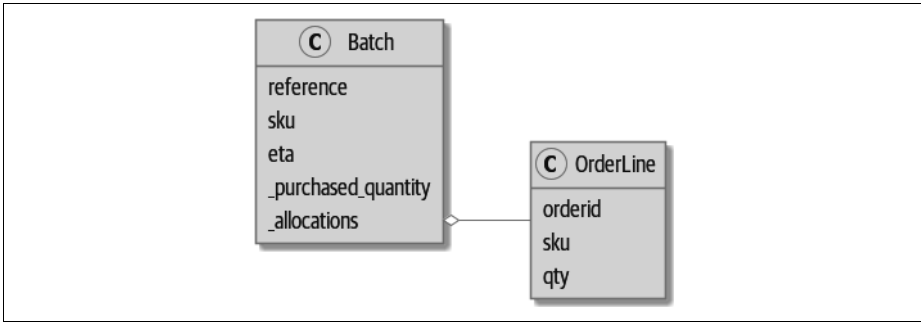 C Batch
reference
sku
eta
_purchased_quantity
_allocations
C OrderLine
orderid
sku
qty